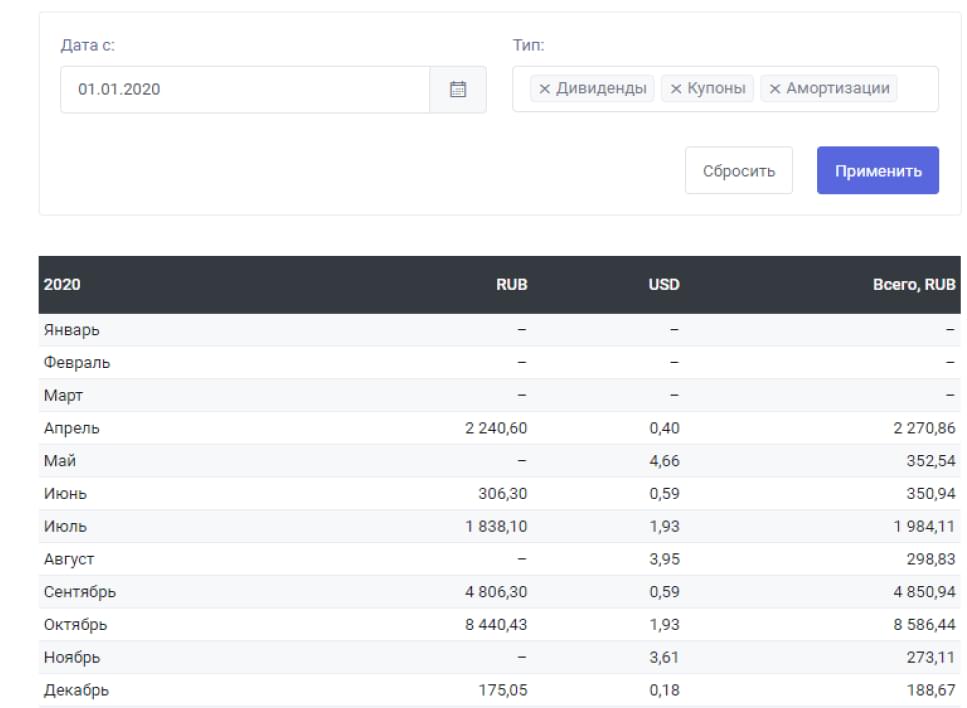 Дата с: Тип:
01.01.2020 × Дивиденды × Купоны × Амортизации
Сбросить Применить
2020 RUB USD Всего, RUB
Январь – – –
Февраль – – –
Март – – –
Апрель 2 240,60 0,40 2 270,86
Май – 4,66 352,54
Июнь 306,30 0,59 350,94
Июль 1 838,10 1,93 1 984,11
Август – 3,95 298,83
Сентябрь 4 806,30 0,59 4 850,94
Октябрь 8 440,43 1,93 8 586,44
Ноябрь – 3,61 273,11
Декабрь 175,05 0,18 188,67